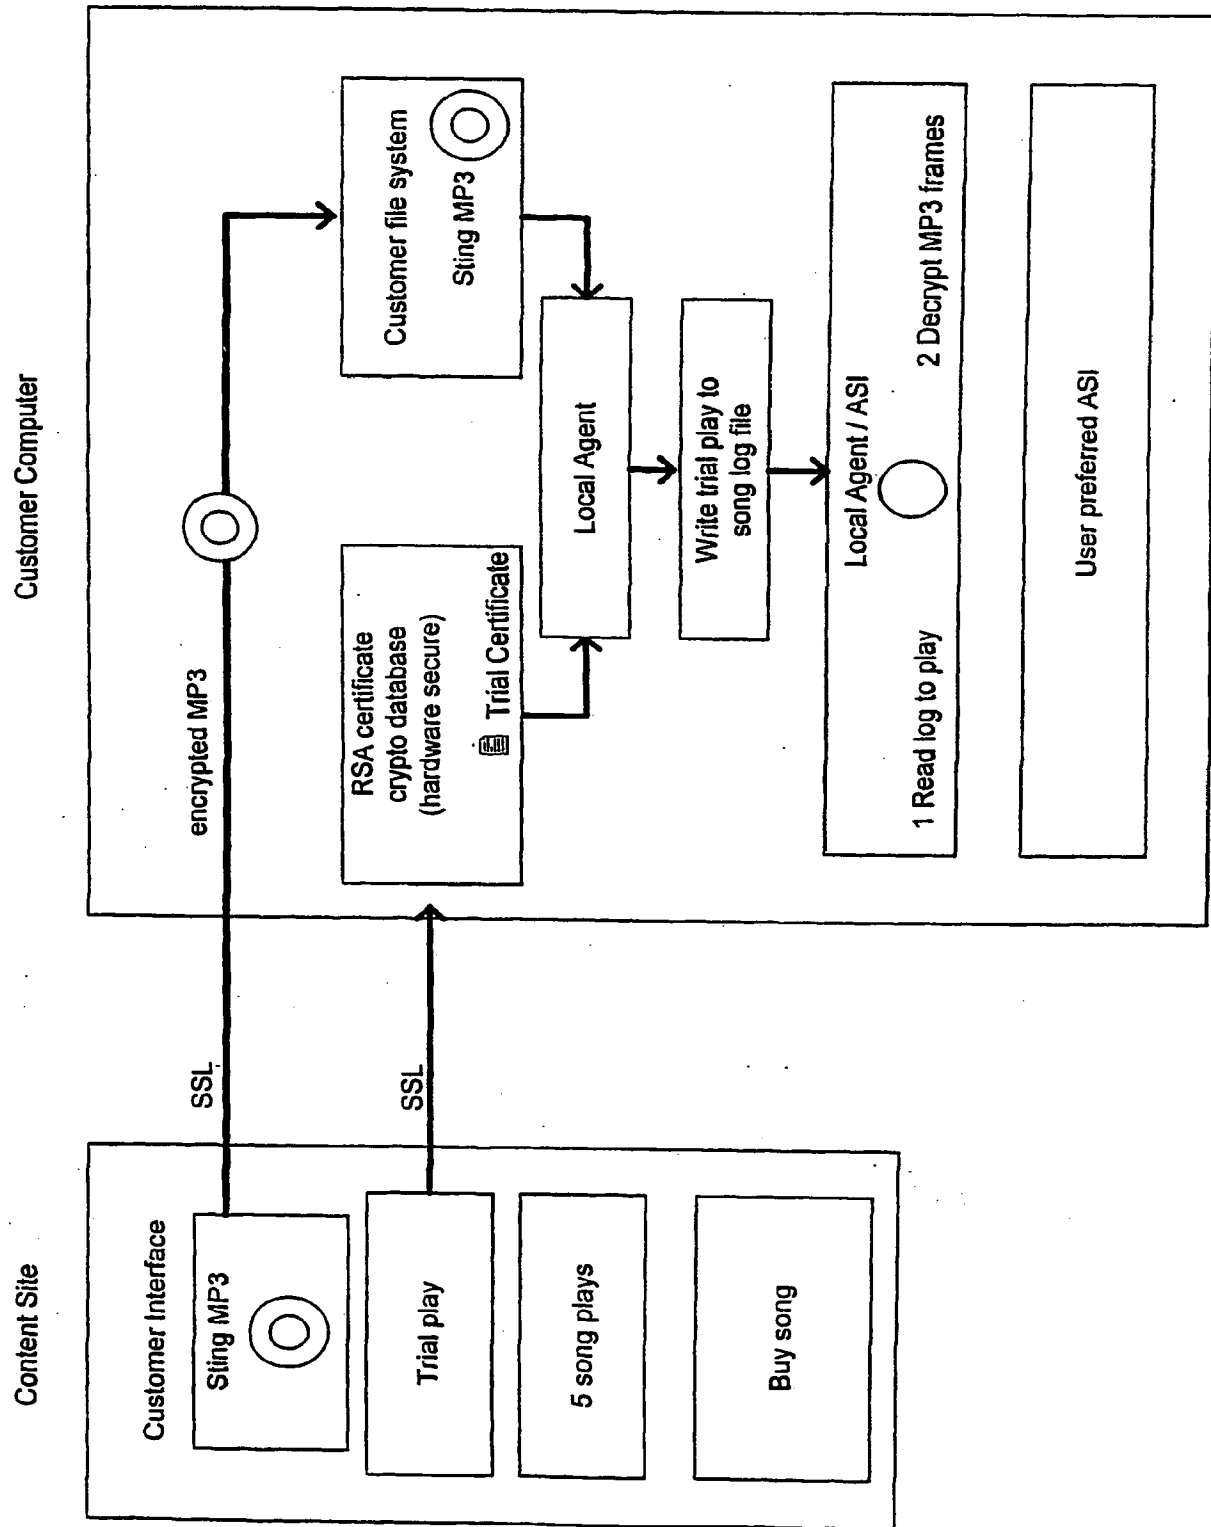 Content Site
Customer Interface
Sting MP3
Trial play
5 song plays
Buy song
SSL
SSL
encrypted MP3
Customer Computer
RSA certificate
crypto database
(hardware secure)
Trial Certificate
Customer file system
Sting MP3
Local Agent
Write trial play to
song log file
Local Agent / ASI
1 Read log to play
2 Decrypt MP3 frames
User preferred ASI